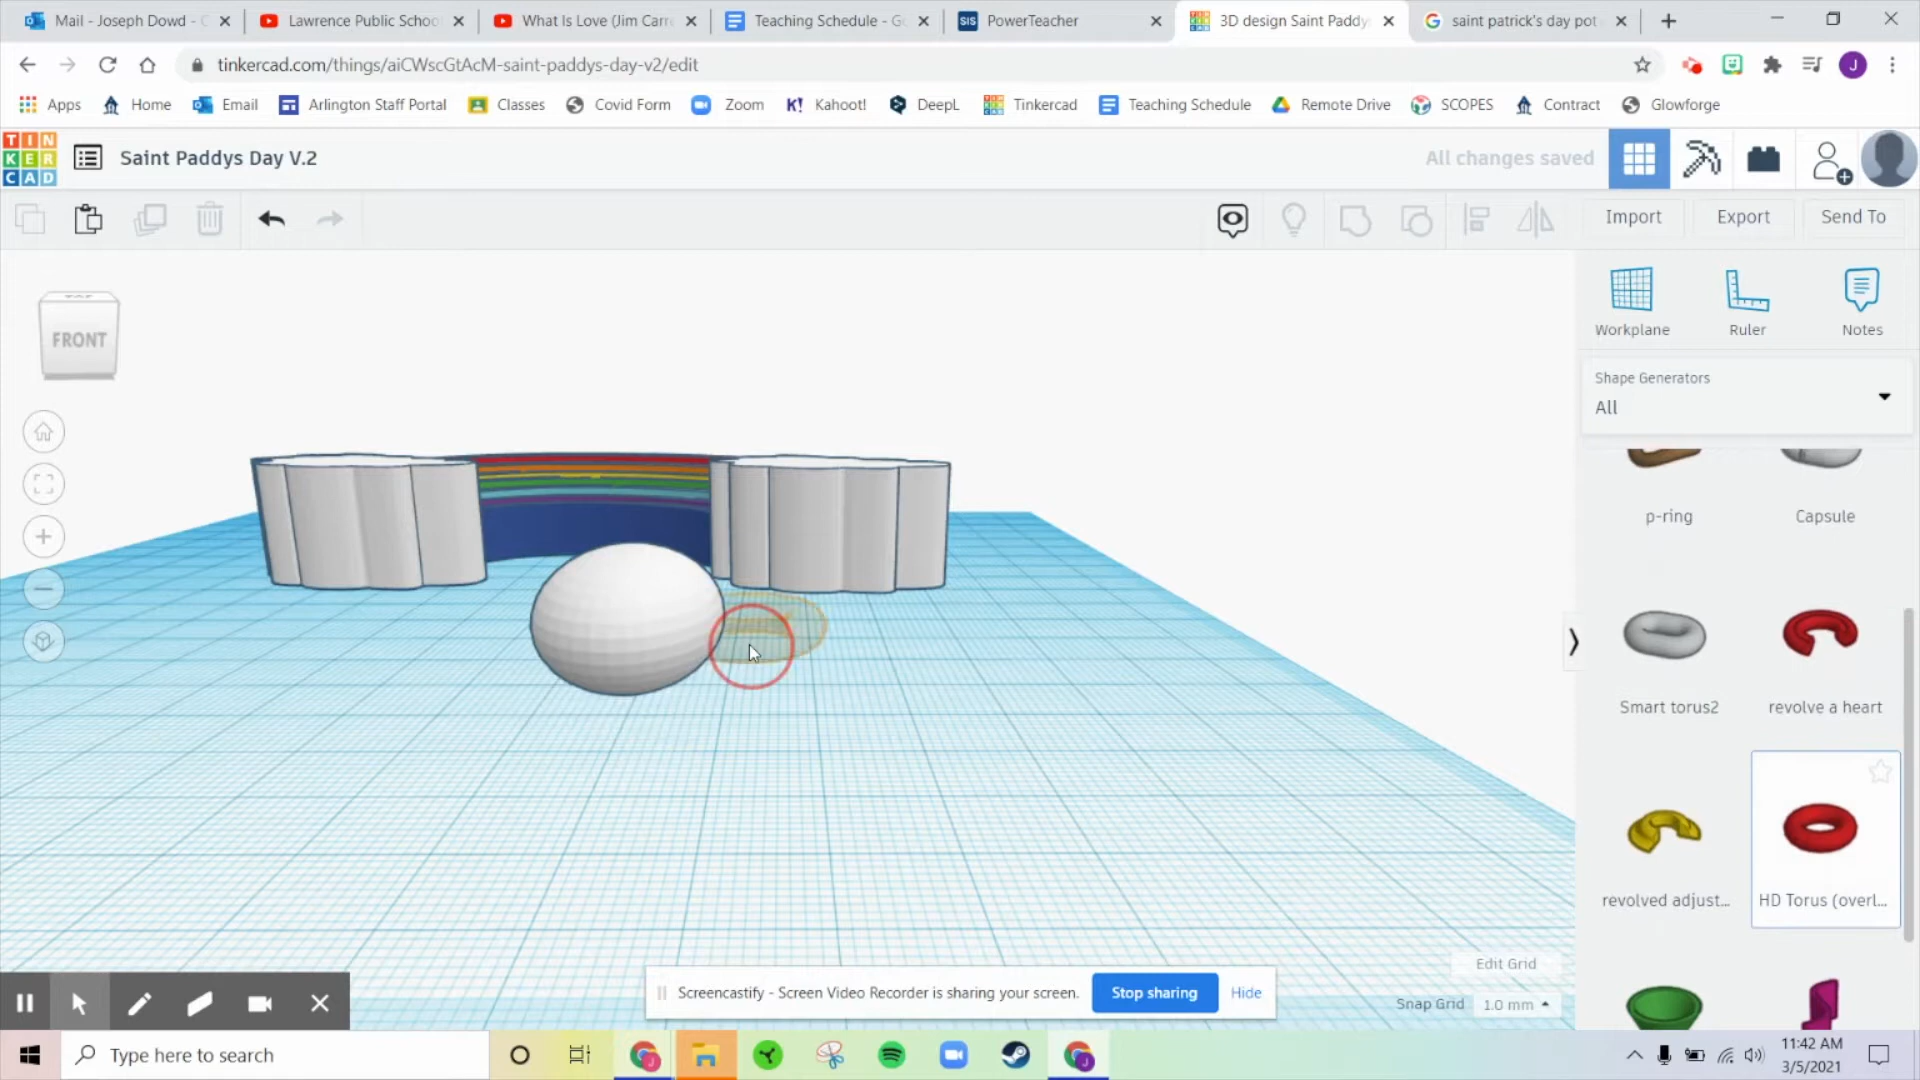 Mail - Joseph Dowd - C
Lawrence Public Schoo
What Is Love (Jim Carre
Teaching Schedule - Go
SIS PowerTeacher
3D design Saint Paddy
saint patrick's day pot
tinkercad.com/things/aiCWscGtAcM-saint-paddys-day-v2/edit
J
Apps
Home
Email
Arlington Staff Portal
Classes
Covid Form
Zoom
K! Kahoot!
DeepL
Tinkercad
Teaching Schedule
Remote Drive
SCOPES
Contract
Glowforge
TIN
KER
CAD
Saint Paddys Day V.2
All changes saved
Import
Export
Send To
FRONT
Workplane
Ruler
Notes
Shape Generators
All
p-ring
Capsule
Smart torus2
revolve a heart
revolved adjust...
HD Torus (overl...
Edit Grid
Snap Grid 1.0 mm
Screencastify - Screen Video Recorder is sharing your screen.
Stop sharing
Hide
Type here to search
11:42 AM
3/5/2021